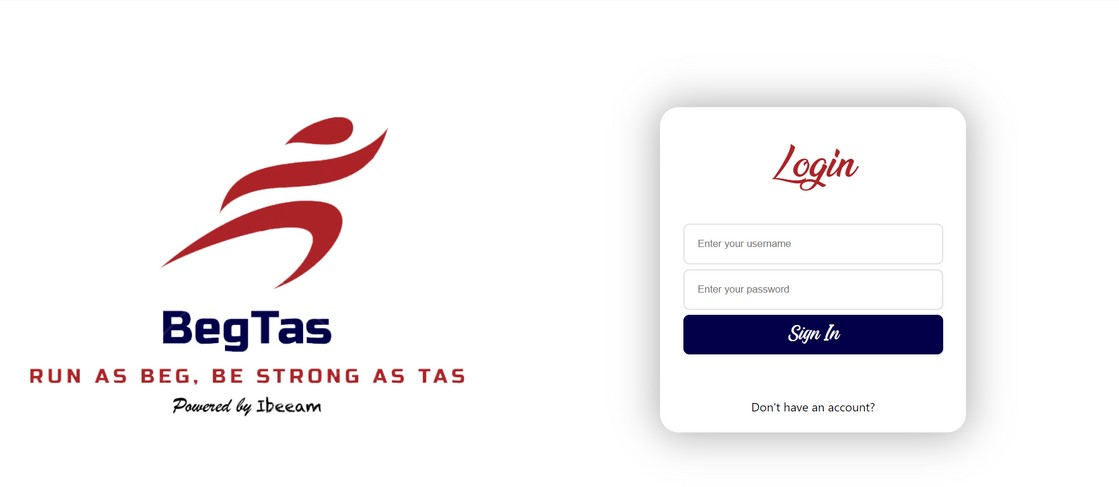 BegTas
RUN AS BEG, BE STRONG AS TAS
Powered by Ibeeam
Login
Enter your username
Enter your password
Sign In
Don't have an account?